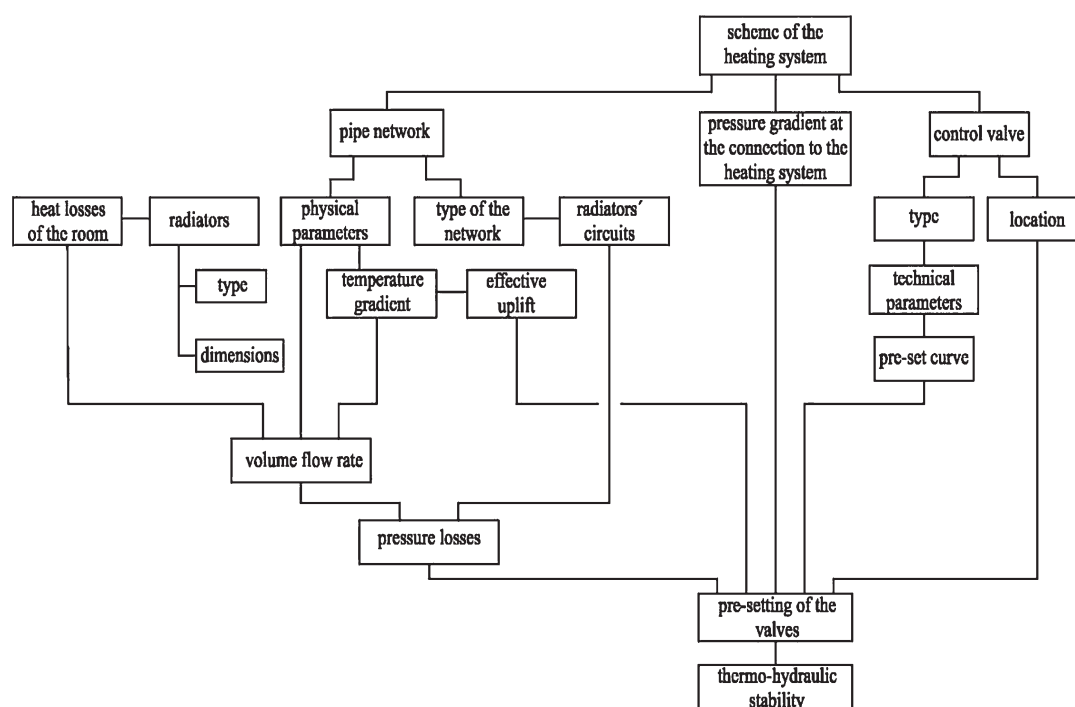 scheme of the
heating system
pipe network
pressure gradient at
the connection to the
heating system
control valve
heat losses
of the room
radiators
physical
parameters
type of the
network
radiators´
circuits
type
location
type
temperature
gradient
effective
uplift
technical
parameters
dimensions
pre-set curve
volume flow rate
pressure losses
pre-setting of the
valves
thermo-hydraulic
stability